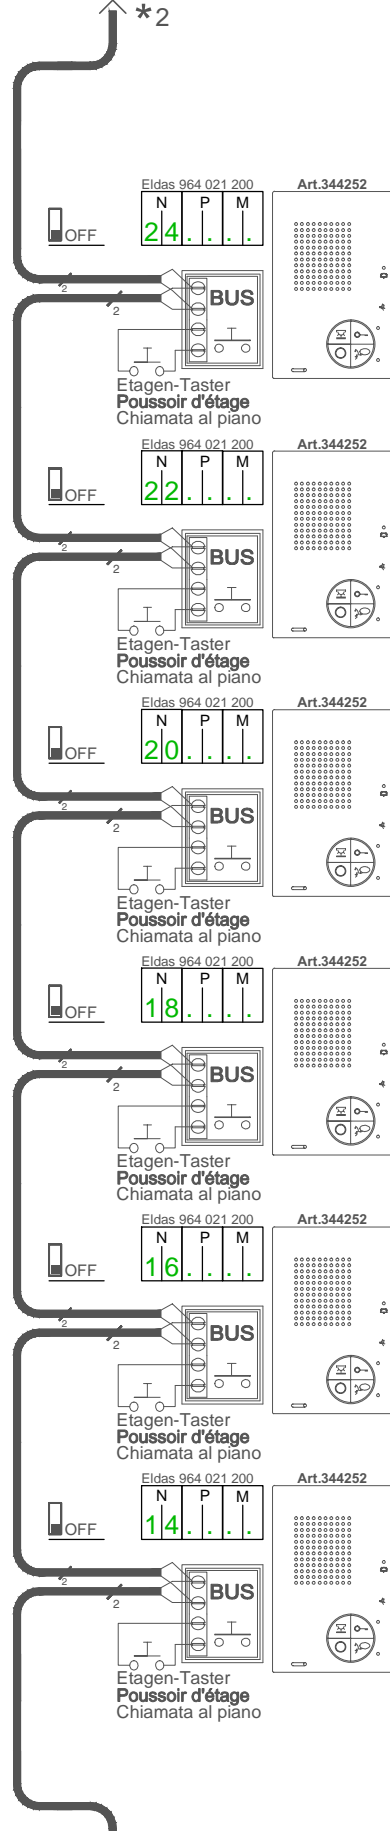 *2
Eldas 964 021 200 Art.344252
N P M
OFF 24. . . .
2 BUS
2
Etagen-Taster
Poussoir d'étage
Chiamata al piano
Eldas 964 021 200 Art.344252
N P M
OFF 22. . . .
2 BUS
2
Etagen-Taster
Poussoir d'étage
Chiamata al piano
Eldas 964 021 200 Art.344252
N P M
OFF 20. . . .
2 BUS
2
Etagen-Taster
Poussoir d'étage
Chiamata al piano
Eldas 964 021 200 Art.344252
N P M
OFF 18. . . .
2 BUS
2
Etagen-Taster
Poussoir d'étage
Chiamata al piano
Eldas 964 021 200 Art.344252
N P M
OFF 16. . . .
2 BUS
2
Etagen-Taster
Poussoir d'étage
Chiamata al piano
Eldas 964 021 200 Art.344252
N P M
OFF 14. . . .
2 BUS
2
Etagen-Taster
Poussoir d'étage
Chiamata al piano